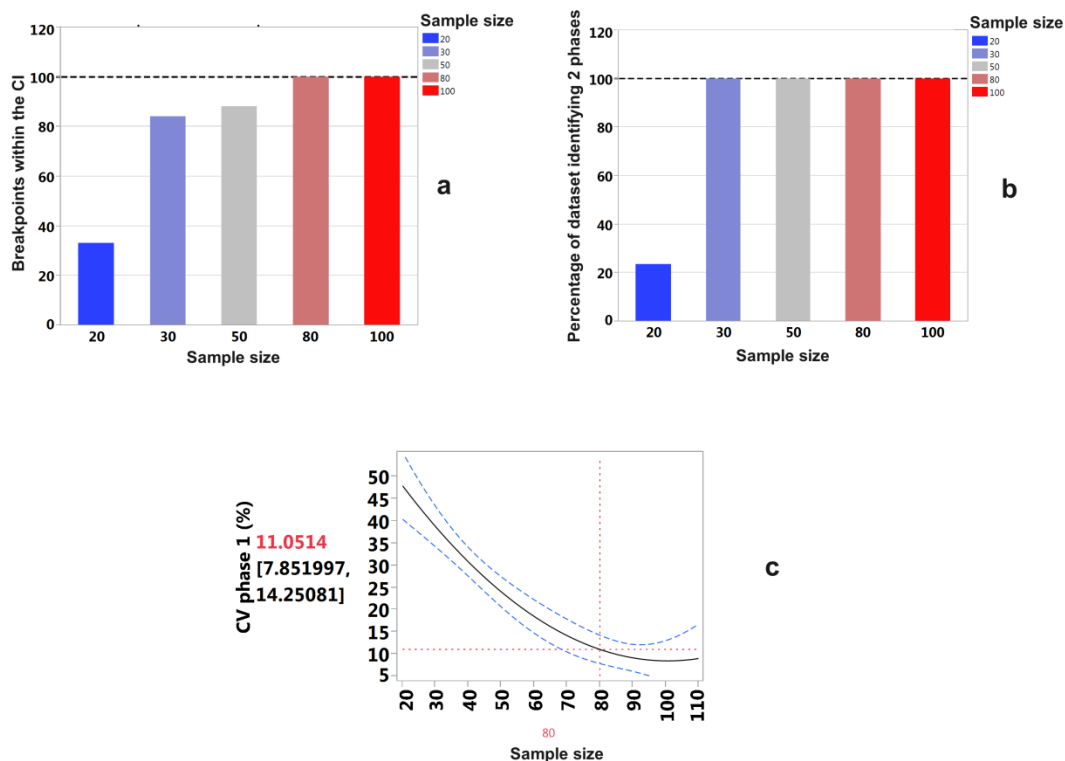 Sample size
20
30
50
80
100
120
100
80
60
40
20
0
Breakpoints within the CI
20 30 50 80 100
Sample size
a
Sample size
20
30
50
80
100
120
100
80
60
40
20
0
Percentage of dataset identifying 2 phases
20 30 50 80 100
Sample size
b
CV phase 1 (%)
11.0514
[7.851997,
14.25081]
50
45
40
35
30
25
20
15
10
5
20 30 40 50 60 70 80 90 100 110
80
Sample size
c